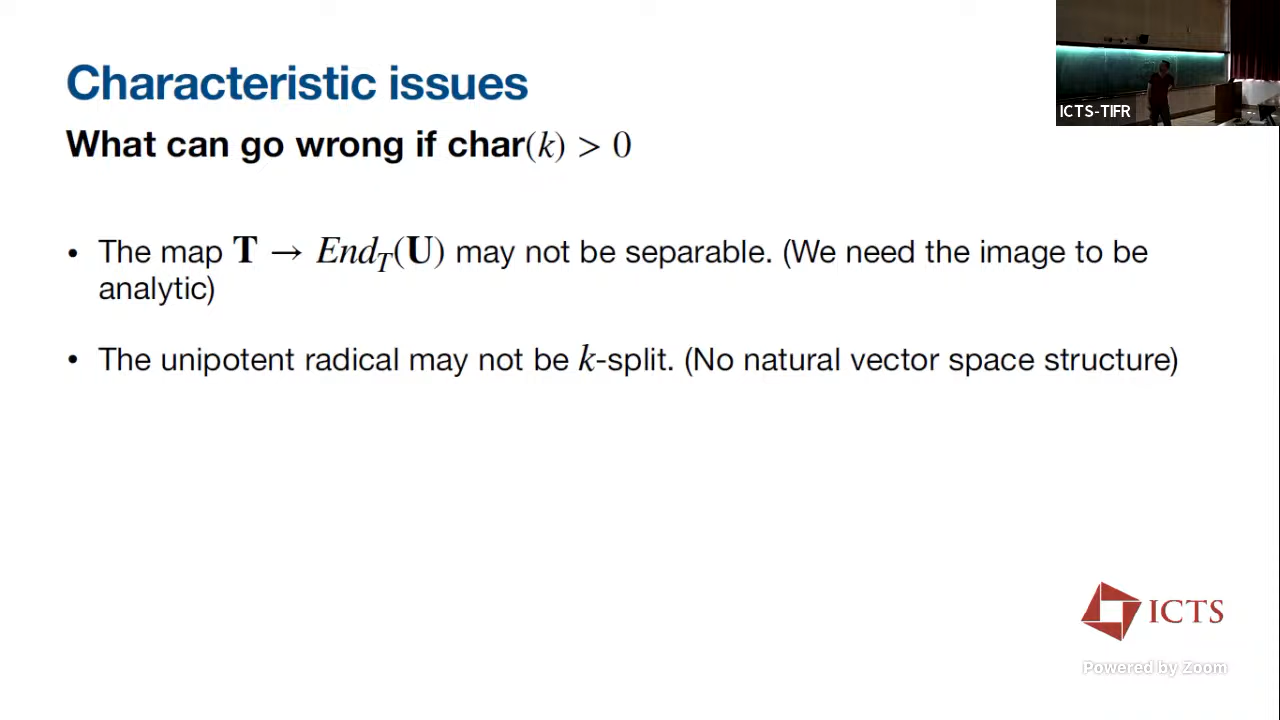 Characteristic issues
What can go wrong if char(k) > 0
• The map T → End_T(U) may not be separable. (We need the image to be
analytic)
• The unipotent radical may not be k-split. (No natural vector space structure)
ICTS-TIFR
ICTS
Powered by Zoom